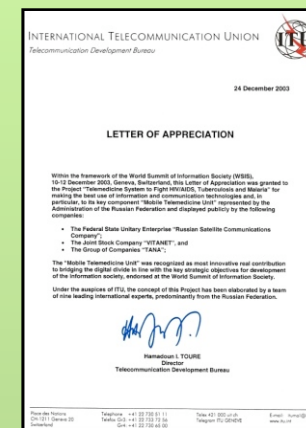 INTERNATIONAL TELECOMMUNICATION UNION
Telecommunication Development Bureau
ITU
24 December 2003
LETTER OF APPRECIATION
Within the framework of the World Summit of Information Society (WSIS),
10-12 December 2003, Geneva, Switzerland, this Letter of Appreciation was granted to
the Project "Telemedicine System to Fight HIV/AIDS, Tuberculosis and Malaria" for
making the best use of information and communication technologies and, in
particular, to its key component "Mobile Telemedicine Unit" represented by the
Administration of the Russian Federation and displayed publicly by the following
companies:
• The Federal State Unitary Enterprise "Russian Satellite Communications
Company";
• The Joint Stock Company "VITANET", and
• The Group of Companies "TANA";
The "Mobile Telemedicine Unit" was recognized as most innovative real contribution
to bridging the digital divide in line with the key strategic objectives for development
of the information society, endorsed at the World Summit of Information Society.
Under the auspices of ITU, the concept of this Project has been elaborated by a team
of nine leading international experts, predominantly from the Russian Federation.
Hamadoun I. TOURE
Director
Telecommunication Development Bureau
Place des Nations Telephone +41 22 730 51 11 Telex 421 000 uit ch E-mail:
CH-1211 Geneva 20 Telefax Gr3: +41 22 733 72 56 Telegram ITU GENEVE www.itu.int
Switzerland Gr4: +41 22 730 65 00